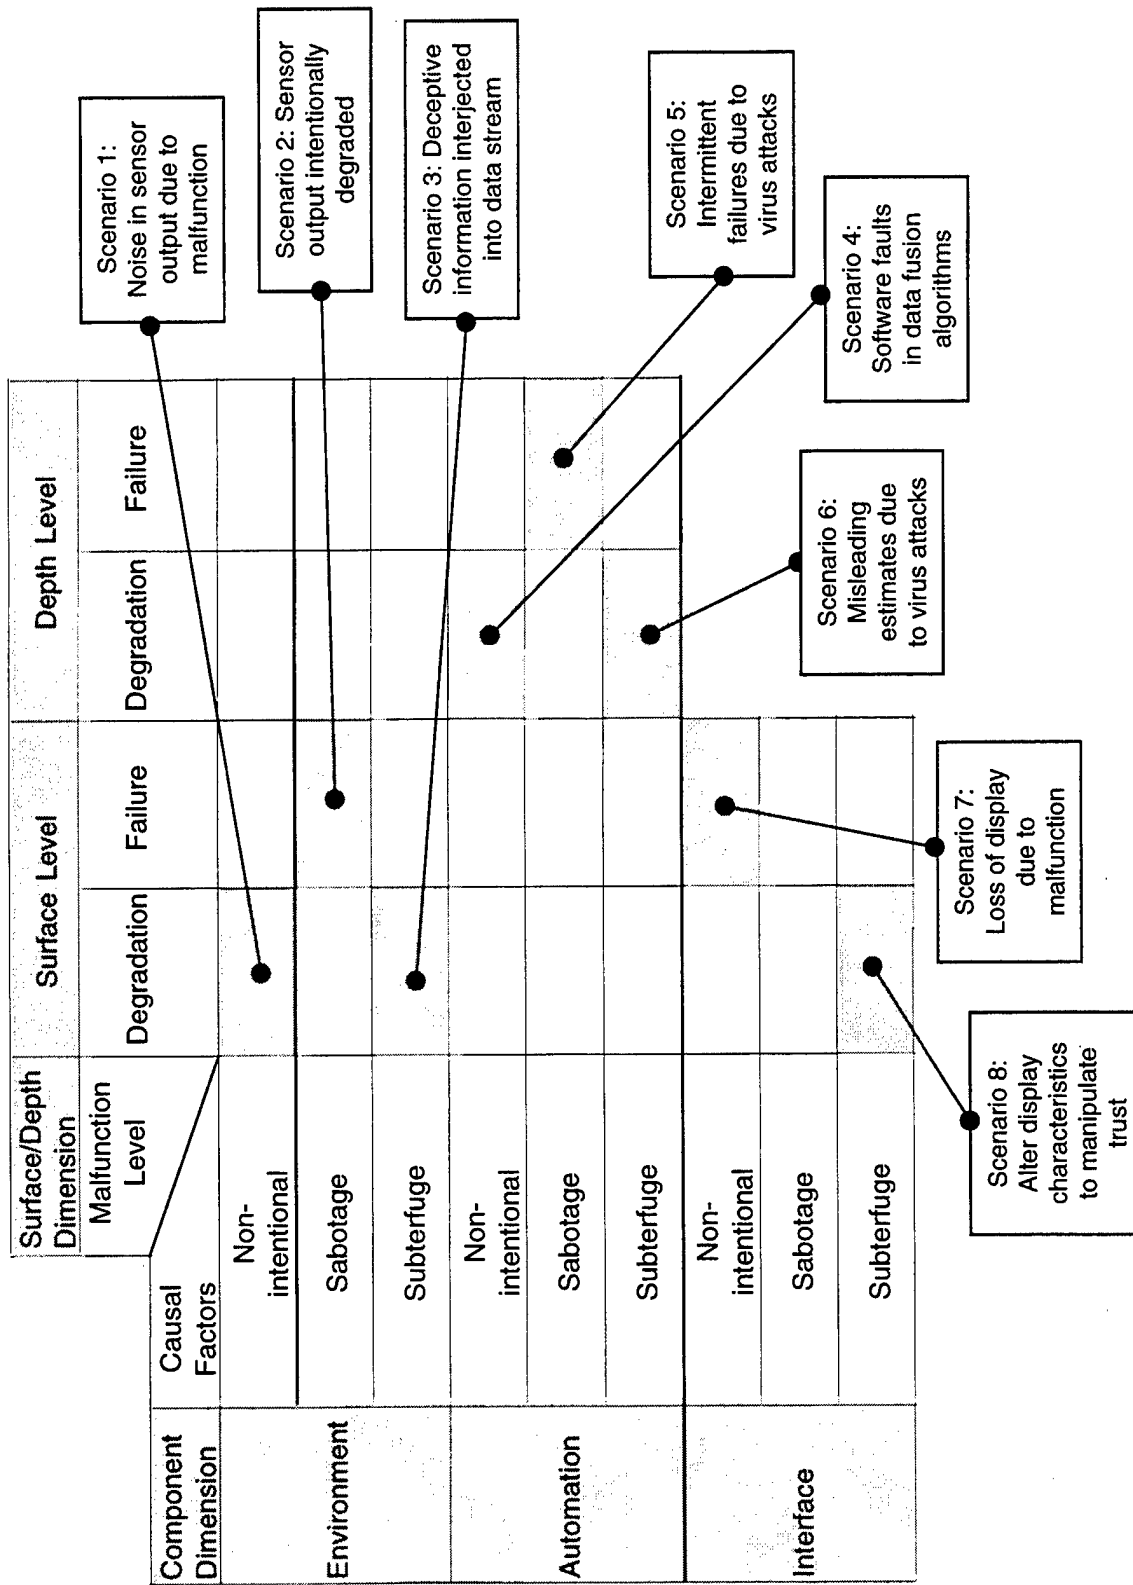 Surface/Depth
Dimension
Surface Level
Depth Level
Malfunction
Level
Degradation
Failure
Degradation
Failure
Component
Dimension
Causal
Factors
Environment
Non-
intentional
Sabotage
Subterfuge
Automation
Non-
intentional
Sabotage
Subterfuge
Interface
Non-
intentional
Sabotage
Subterfuge
Scenario 1:
Noise in sensor
output due to
malfunction
Scenario 2: Sensor
output intentionally
degraded
Scenario 3: Deceptive
information interjected
into data stream
Scenario 5:
Intermittent
failures due to
virus attacks
Scenario 4:
Software faults
in data fusion
algorithms
Scenario 6:
Misleading
estimates due
to virus attacks
Scenario 7:
Loss of display
due to
malfunction
Scenario 8:
Alter display
characteristics
to manipulate
trust